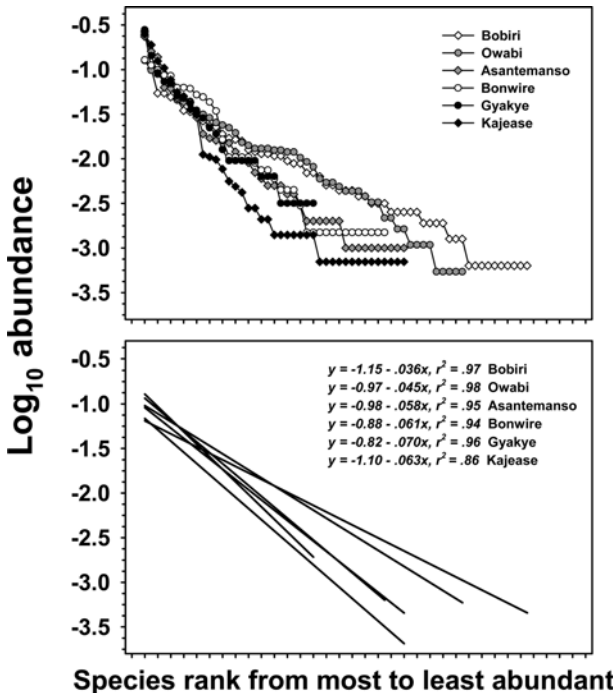 -0.5
-1.0
-1.5
-2.0
-2.5
-3.0
-3.5
Bobiri
Owabi
Asantemanso
Bonwire
Gyakye
Kajease
Log10 abundance
-0.5
-1.0
-1.5
-2.0
-2.5
-3.0
-3.5
y = -1.15 - .036x, r² = .97 Bobiri
y = -0.97 - .045x, r² = .98 Owabi
y = -0.98 - .058x, r² = .95 Asantemanso
y = -0.88 - .061x, r² = .94 Bonwire
y = -0.82 - .070x, r² = .96 Gyakye
y = -1.10 - .063x, r² = .86 Kajease
Species rank from most to least abundant